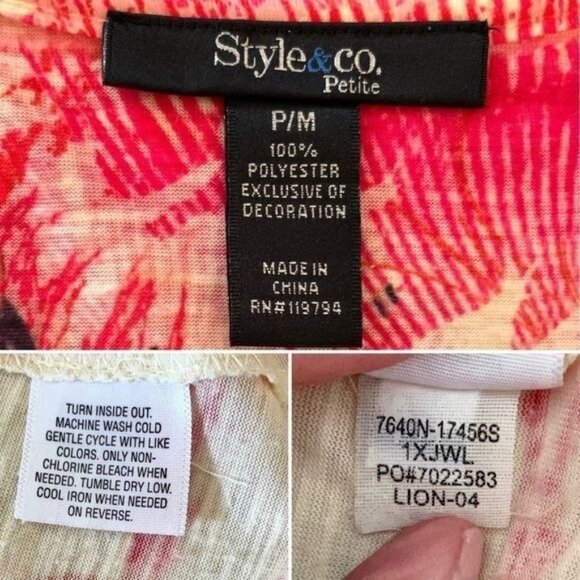 Style&co.
Petite
P/M
100%
POLYESTER
EXCLUSIVE OF
DECORATION
MADE IN
CHINA
RN#119794
TURN INSIDE OUT.
MACHINE WASH COLD
GENTLE CYCLE WITH LIKE
COLORS. ONLY NON-
CHLORINE BLEACH WHEN
NEEDED. TUMBLE DRY LOW.
COOL IRON WHEN NEEDED
ON REVERSE.
7640N-17456S
1XJWL
PO#7022583
LION-04